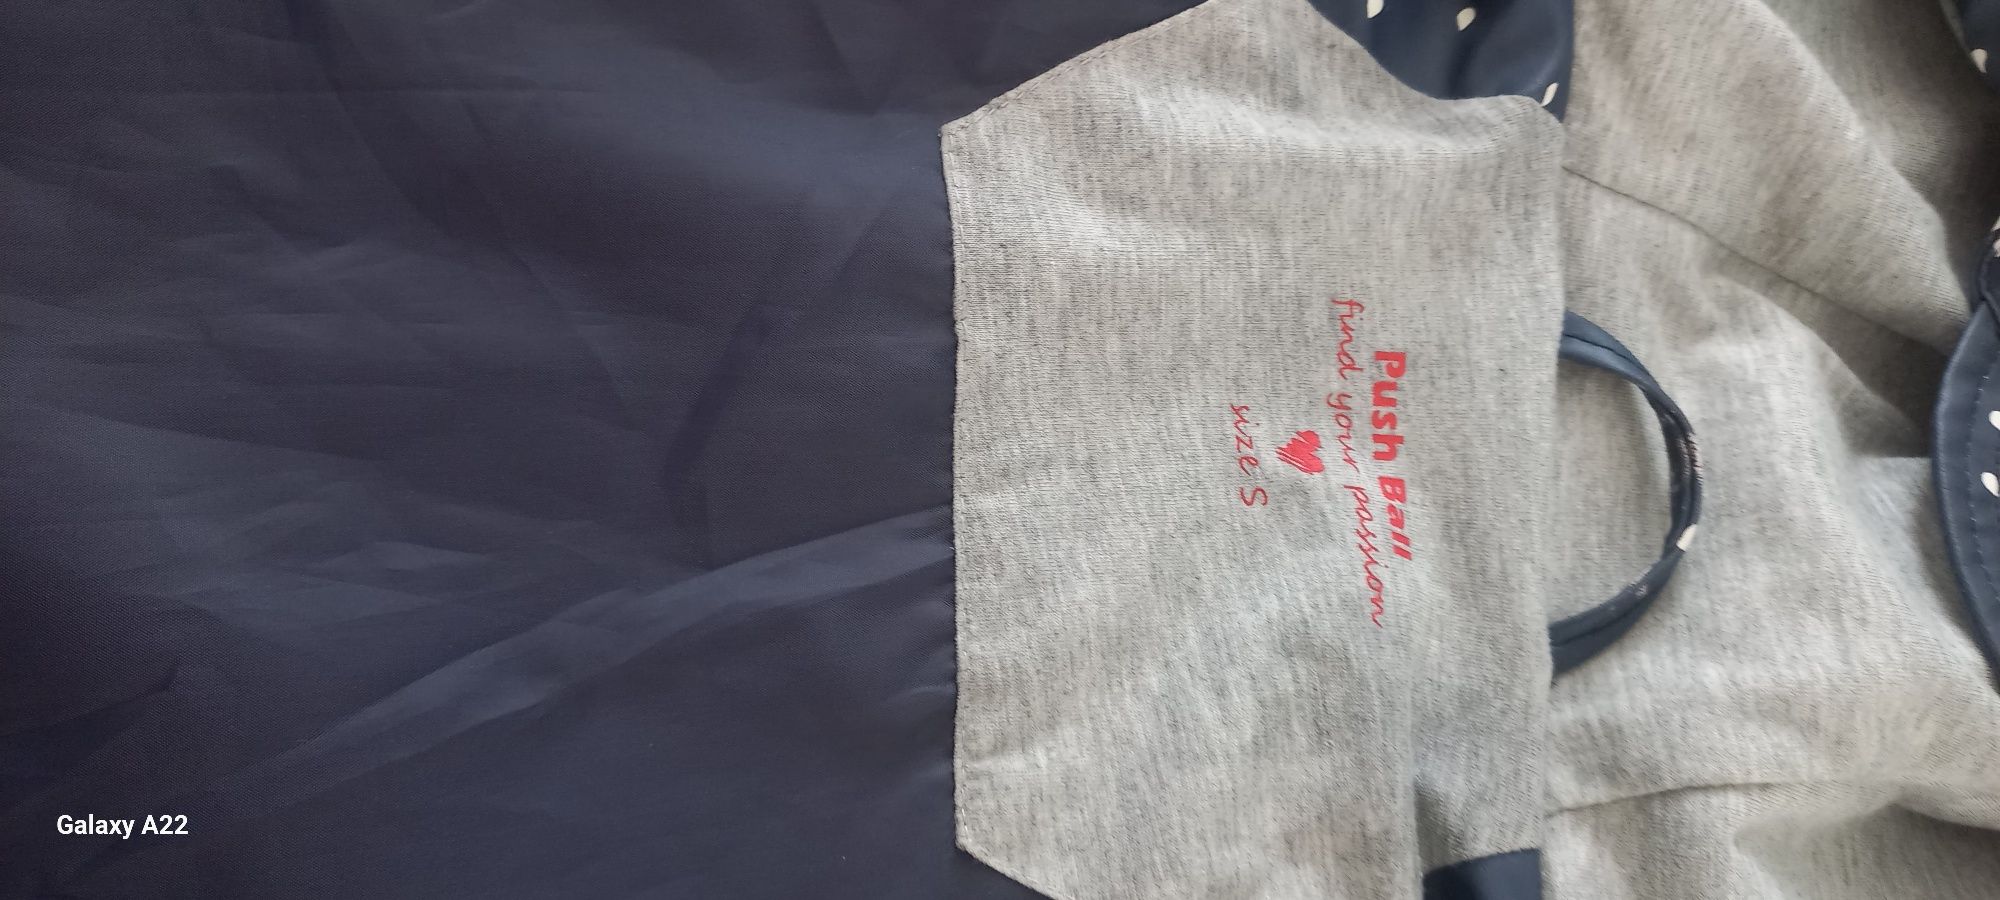 Push Ball
find your passion
size S
Galaxy A22